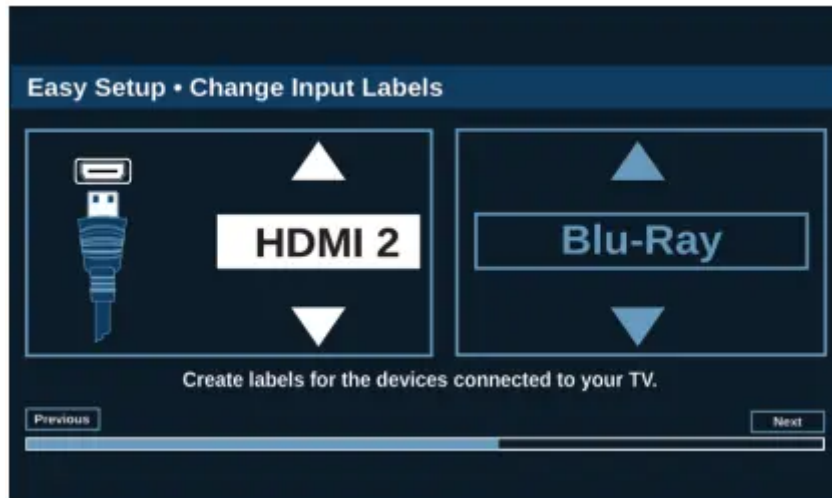 Easy Setup • Change Input Labels
HDMI 2
Blu-Ray
Create labels for the devices connected to your TV.
Previous
Next